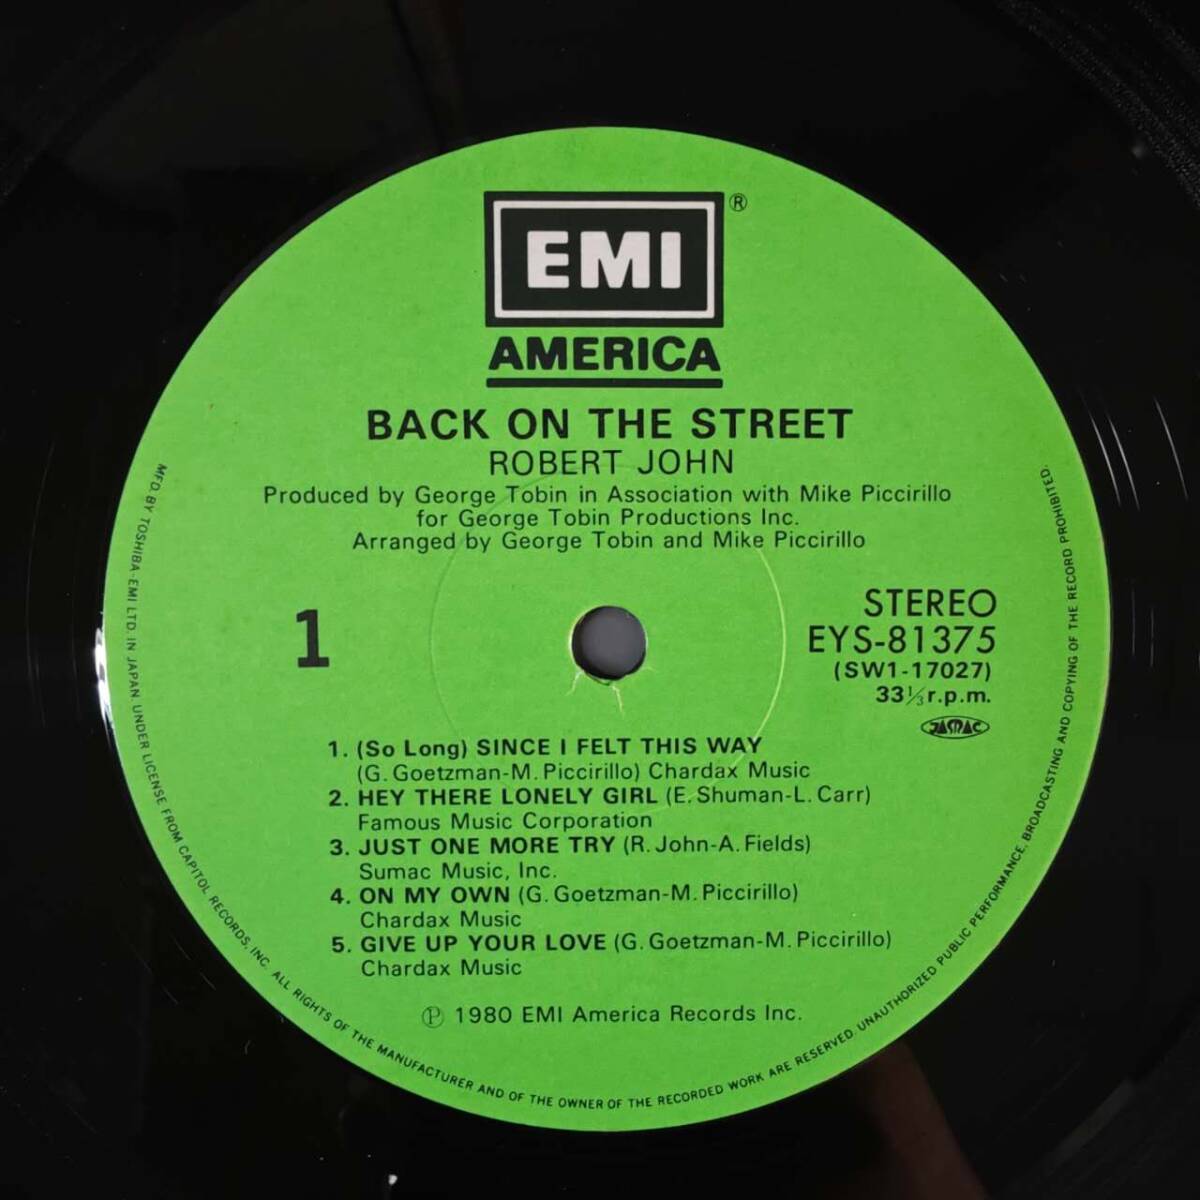 EMI ®
AMERICA
BACK ON THE STREET
ROBERT JOHN
Produced by George Tobin in Association with Mike Piccirillo
for George Tobin Productions Inc.
Arranged by George Tobin and Mike Piccirillo
1
STEREO
EYS-81375
(SW1-17027)
33⅓ r.p.m.
JASRAC
1. (So Long) SINCE I FELT THIS WAY
(G. Goetzman-M. Piccirillo) Chardax Music
2. HEY THERE LONELY GIRL (E. Shuman-L. Carr)
Famous Music Corporation
3. JUST ONE MORE TRY (R. John-A. Fields)
Sumac Music, Inc.
4. ON MY OWN (G. Goetzman-M. Piccirillo)
Chardax Music
5. GIVE UP YOUR LOVE (G. Goetzman-M. Piccirillo)
Chardax Music
℗ 1980 EMI America Records Inc.
MFD. BY TOSHIBA-EMI LTD. IN JAPAN UNDER LICENSE FROM CAPITOL RECORDS, INC. ALL RIGHTS OF THE MANUFACTURER AND OF THE OWNER OF THE RECORDED WORK ARE RESERVED. UNAUTHORIZED PUBLIC PERFORMANCE, BROADCASTING AND COPYING OF THE RECORD PROHIBITED.